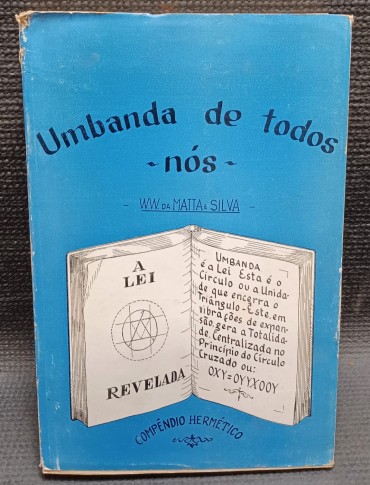 Umbanda de todos
- nós -
- W.W. DA MATTA E SILVA -
A
LEI
REVELADA
UMBANDA
é a Lei Esta é o
Círculo ou a Unida-
de que encerra o
Triângulo-Este, em
vibrações de expan-
são, gera a Totalida-
de Centralizada no
Princípio do Círculo
Cruzado ou:
OXY=OYYXOOY
COMPÊNDIO HERMÉTICO